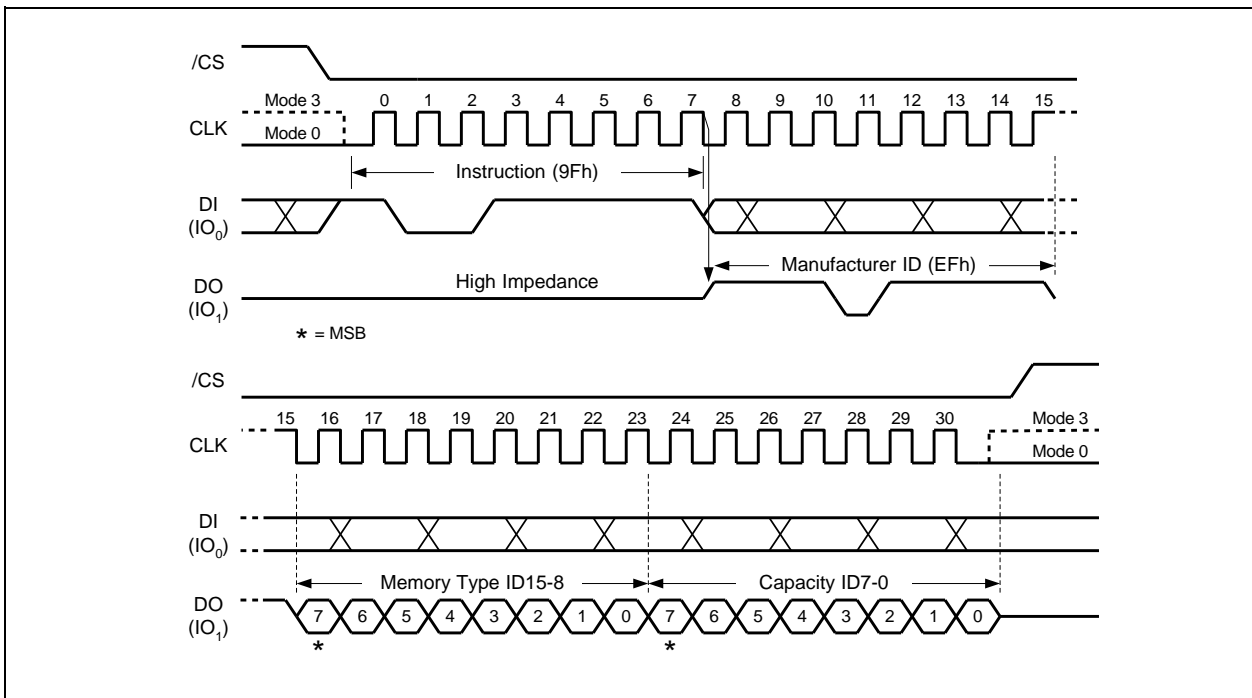 /CS
Mode 3 0 1 2 3 4 5 6 7 8 9 10 11 12 13 14 15
CLK
Mode 0
Instruction (9Fh)
DI
(IO0)
Manufacturer ID (EFh)
High Impedance
DO
(IO1)
* = MSB
/CS
15 16 17 18 19 20 21 22 23 24 25 26 27 28 29 30 Mode 3
CLK
Mode 0
DI
(IO0)
Memory Type ID15-8 Capacity ID7-0
DO
(IO1)
7 6 5 4 3 2 1 0 7 6 5 4 3 2 1 0
* *